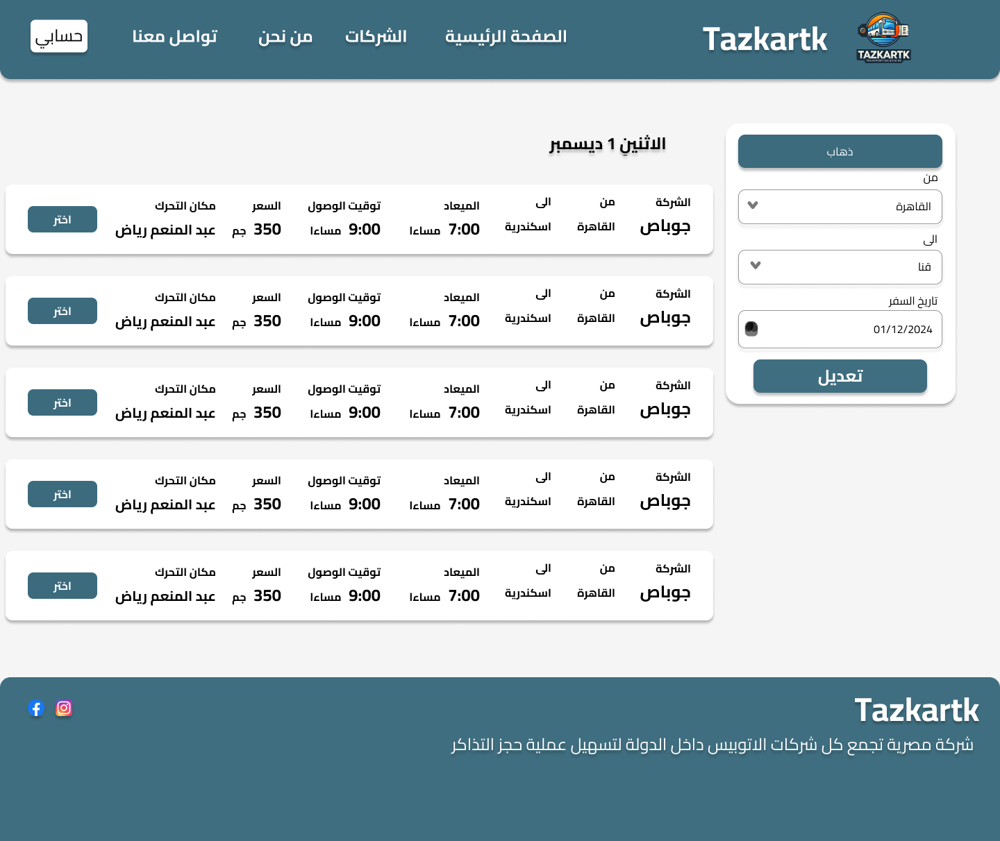 TAZKARTK
TRANSPORTION BOOKING
Tazkartk
الصفحة الرئيسية
الشركات
من نحن
تواصل معنا
حسابي
ذهاب
من
القاهرة
الى
قنا
تاريخ السفر
01/12/2024
تعديل
الاثنينِ 1 ديسمبر
الشركة من الى الميعاد توقيت الوصول السعر مكان التحرك
جوباص القاهرة اسكندرية 7:00 مساءا 9:00 مساءا 350 جم عبد المنعم رياض
اختر
الشركة من الى الميعاد توقيت الوصول السعر مكان التحرك
جوباص القاهرة اسكندرية 7:00 مساءا 9:00 مساءا 350 جم عبد المنعم رياض
اختر
الشركة من الى الميعاد توقيت الوصول السعر مكان التحرك
جوباص القاهرة اسكندرية 7:00 مساءا 9:00 مساءا 350 جم عبد المنعم رياض
اختر
الشركة من الى الميعاد توقيت الوصول السعر مكان التحرك
جوباص القاهرة اسكندرية 7:00 مساءا 9:00 مساءا 350 جم عبد المنعم رياض
اختر
الشركة من الى الميعاد توقيت الوصول السعر مكان التحرك
جوباص القاهرة اسكندرية 7:00 مساءا 9:00 مساءا 350 جم عبد المنعم رياض
اختر
Tazkartk
شركة مصرية تجمع كل شركات الاتوبيس داخل الدولة لتسهيل عملية حجز التذاكر